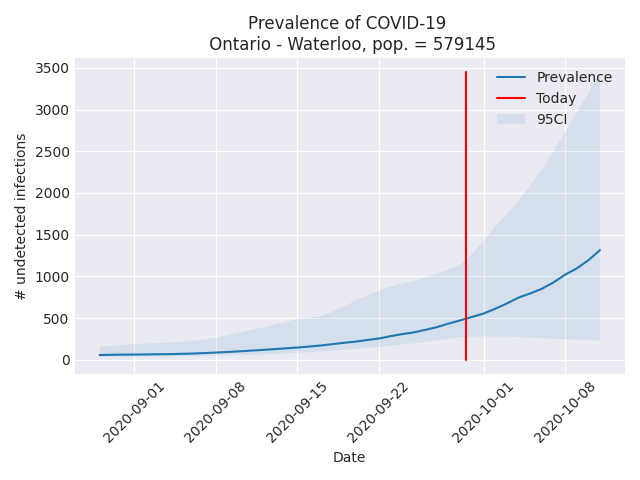 Prevalence of COVID-19
Ontario - Waterloo, pop. = 579145
3500
3000
2500
2000
1500
1000
500
0
# undetected infections
Prevalence
Today
95CI
2020-09-01
2020-09-08
2020-09-15
2020-09-22
2020-10-01
2020-10-08
Date